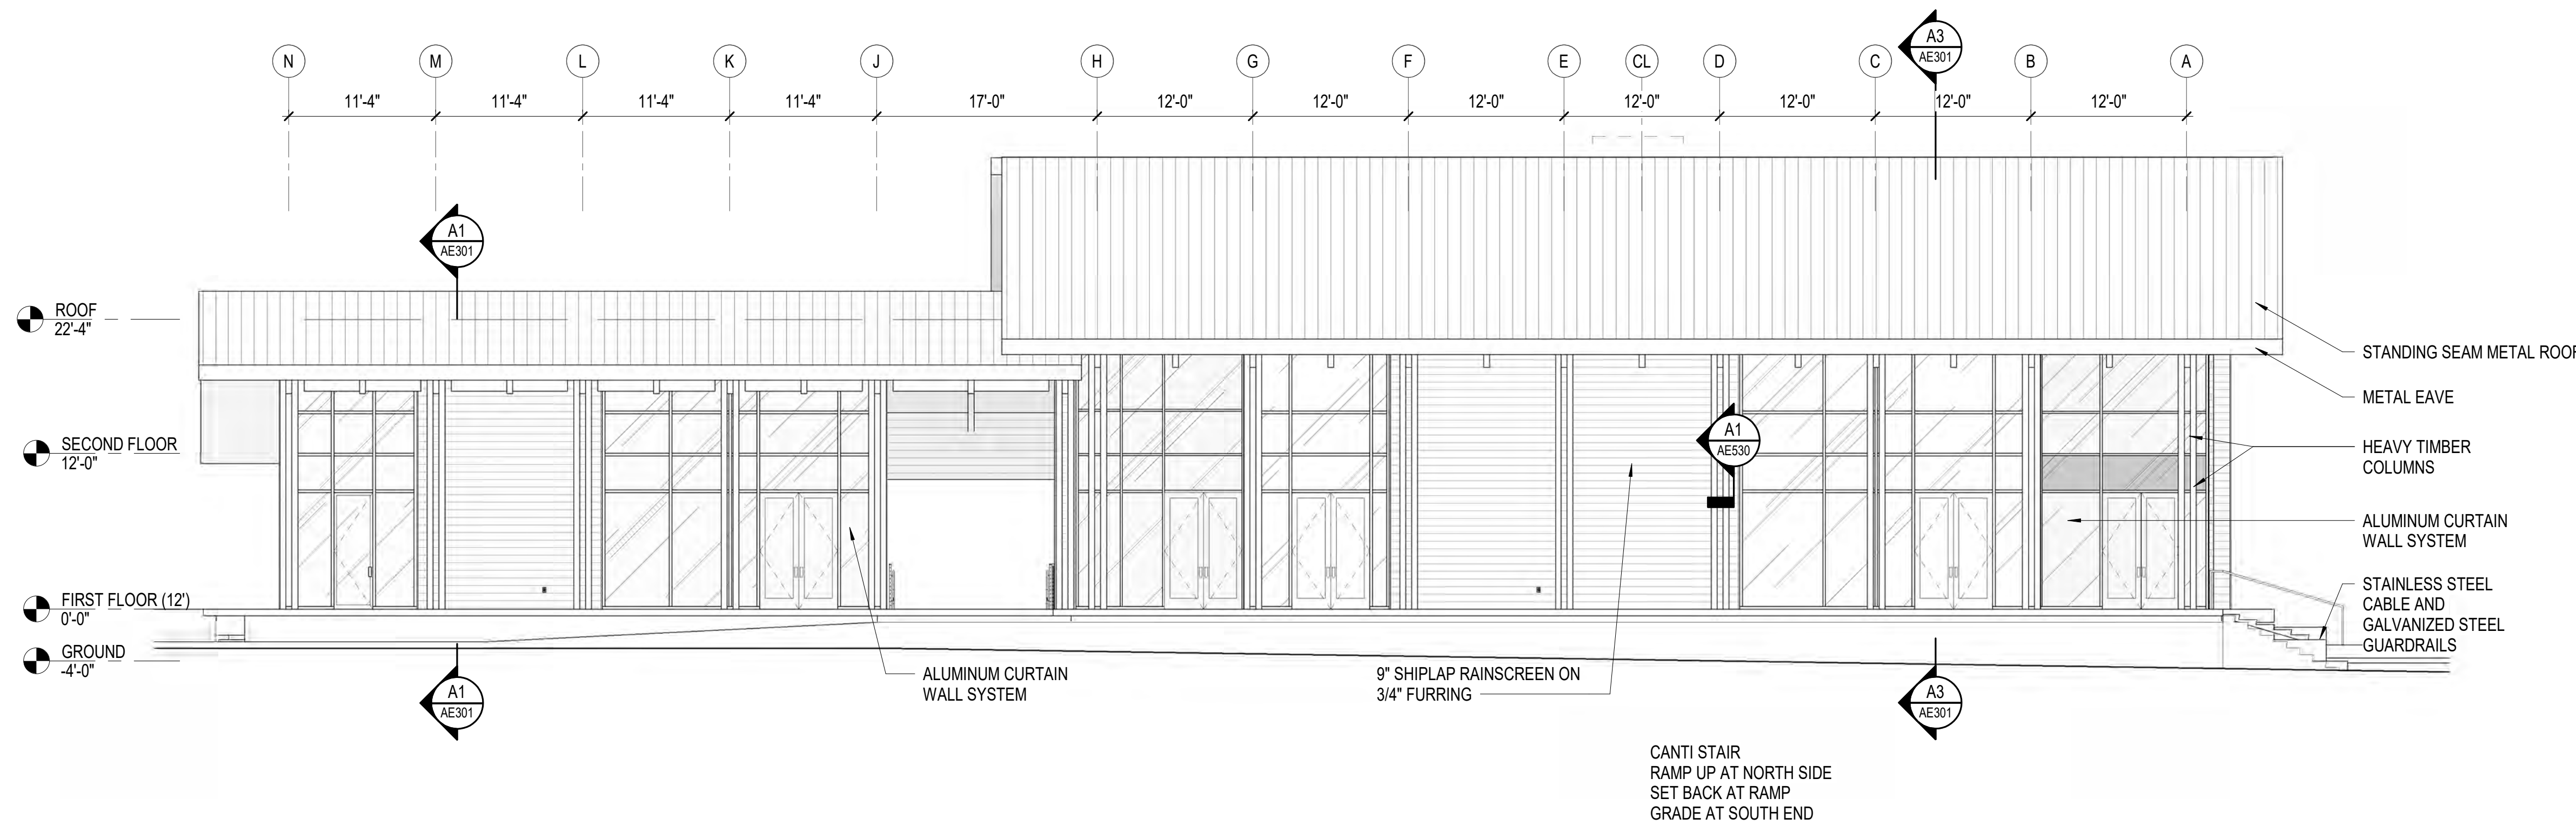 N
M
L
K
J
H
G
F
E
CL
D
C
B
A
A3
AE301
11'-4"
11'-4"
11'-4"
11'-4"
17'-0"
12'-0"
12'-0"
12'-0"
12'-0"
12'-0"
12'-0"
12'-0"
A1
AE301
ROOF
22'-4"
SECOND FLOOR
12'-0"
FIRST FLOOR (12')
0'-0"
GROUND
-4'-0"
A1
AE530
STANDING SEAM METAL ROOF
METAL EAVE
HEAVY TIMBER
COLUMNS
ALUMINUM CURTAIN
WALL SYSTEM
STAINLESS STEEL
CABLE AND
GALVANIZED STEEL
GUARDRAILS
A1
AE301
ALUMINUM CURTAIN
WALL SYSTEM
9" SHIPLAP RAINSCREEN ON
3/4" FURRING
A3
AE301
CANTI STAIR
RAMP UP AT NORTH SIDE
SET BACK AT RAMP
GRADE AT SOUTH END